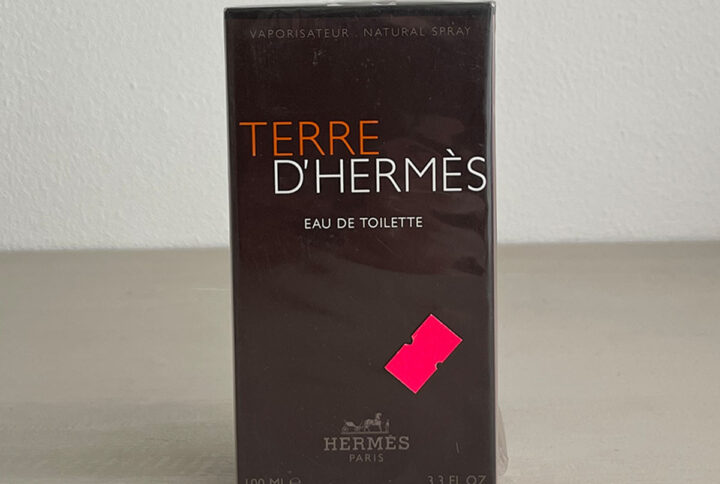 VAPORISATEUR . NATURAL SPRAY
TERRE
D'HERMÈS
EAU DE TOILETTE
HERMÈS
PARIS
100 ML ℮ 3.3 FL OZ